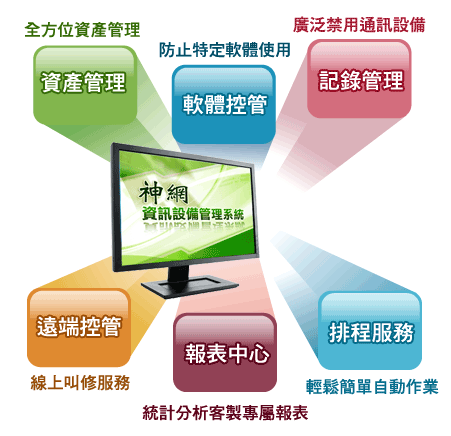 全方位資產管理
資產管理
防止特定軟體使用
軟體控管
廣泛禁用通訊設備
記錄管理
神網
資訊設備管理系統
遠端控管
線上叫修服務
報表中心
統計分析客製專屬報表
排程服務
輕鬆簡單自動作業